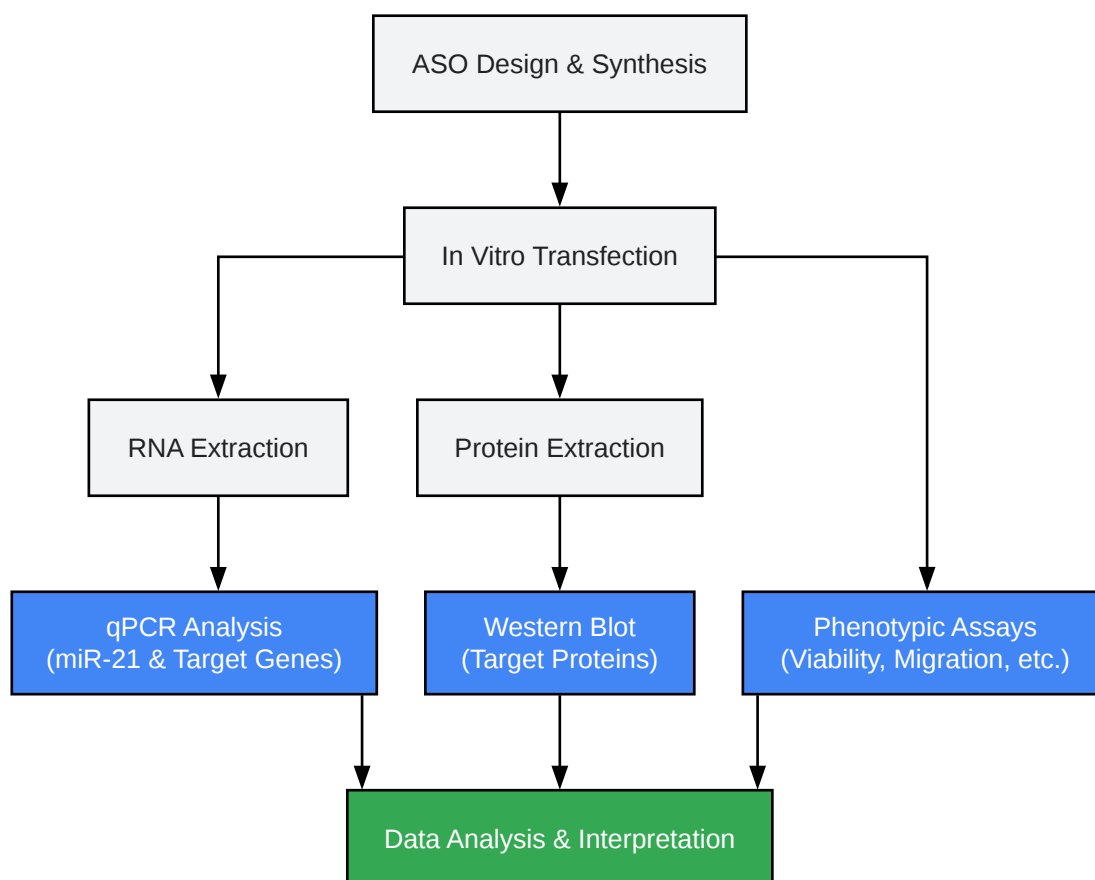 ASO Design & Synthesis
In Vitro Transfection
RNA Extraction
Protein Extraction
qPCR Analysis
(miR-21 & Target Genes)
Western Blot
(Target Proteins)
Phenotypic Assays
(Viability, Migration, etc.)
Data Analysis & Interpretation